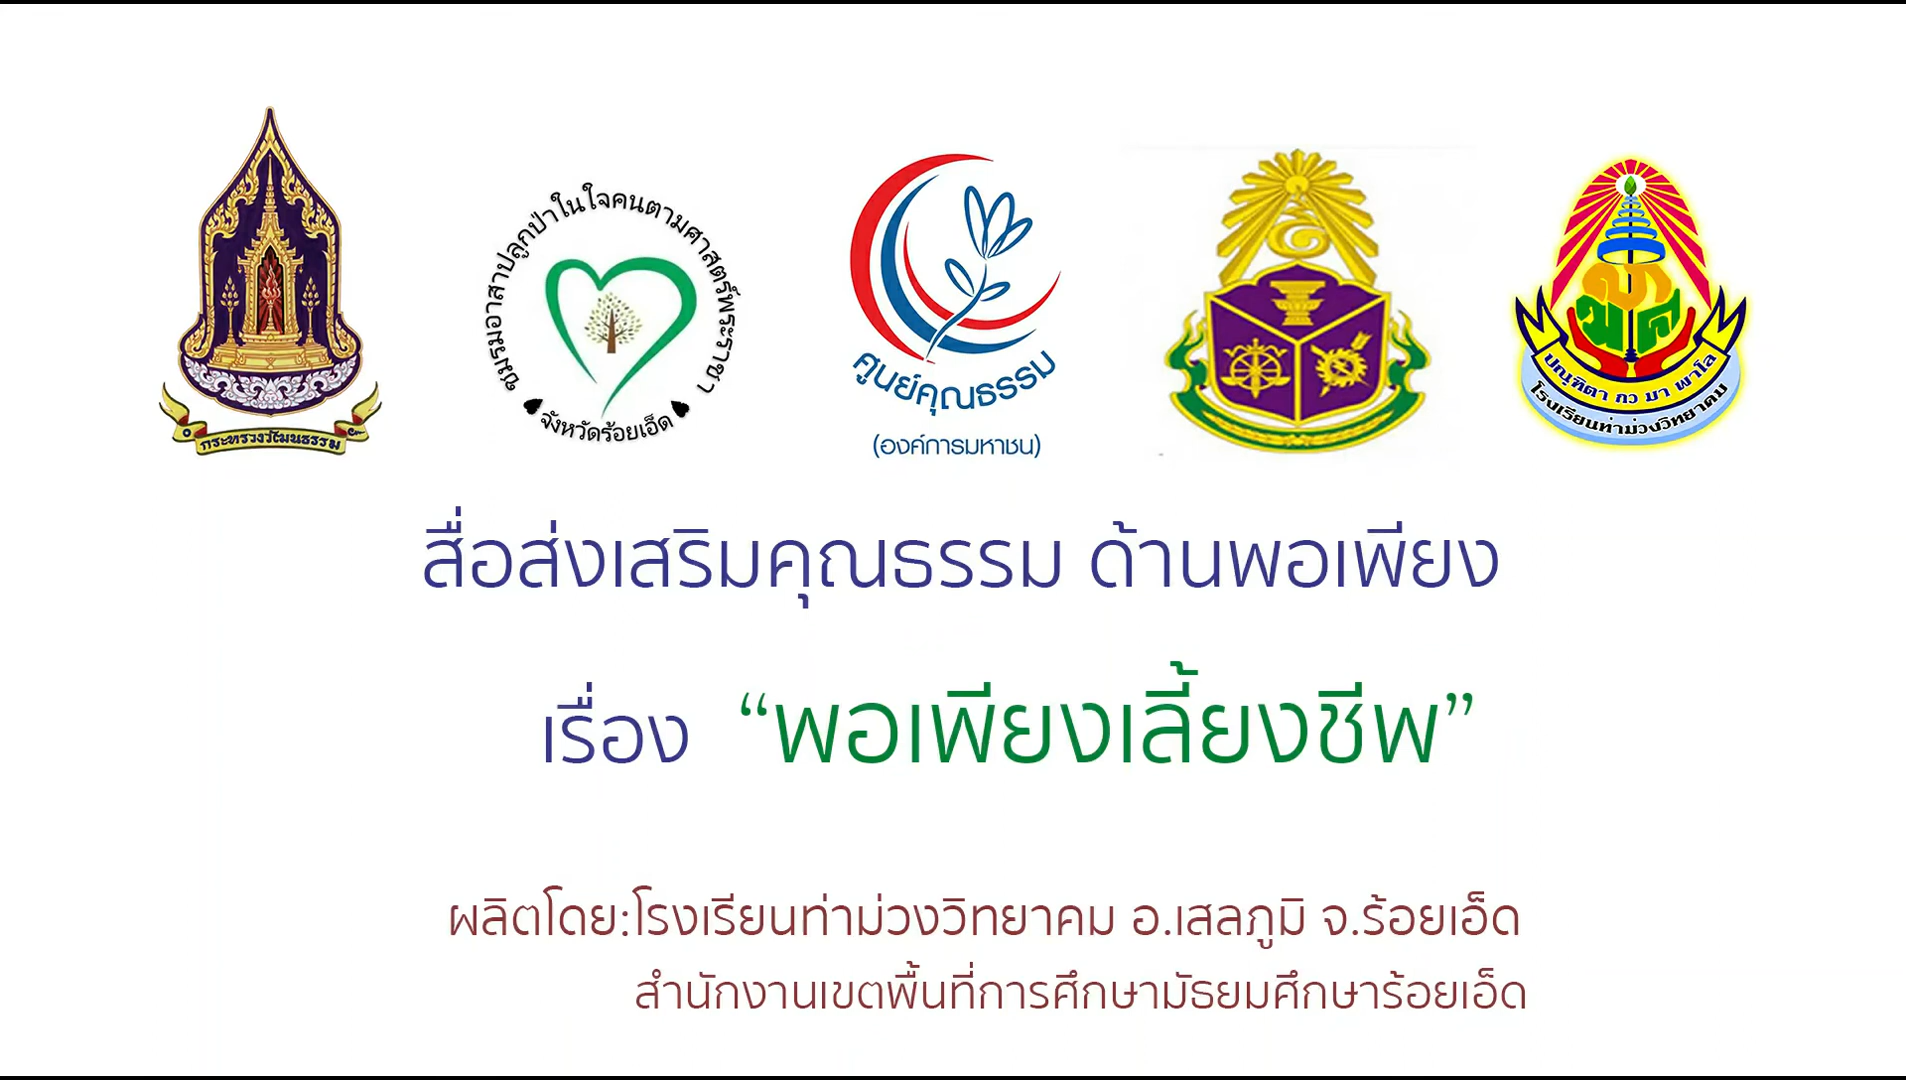 กระทรวงวัฒนธรรม
ชมรมอาสาปลูกป่าในใจคนตามศาสตร์พระราชา
จังหวัดร้อยเอ็ด
ศูนย์คุณธรรม
(องค์การมหาชน)
ท ม ว
ปณฺฑิตา ภว มา พาโล
โรงเรียนท่าม่วงวิทยาคม
สื่อส่งเสริมคุณธรรม ด้านพอเพียง
เรื่อง “พอเพียงเลี้ยงชีพ”
ผลิตโดย:โรงเรียนท่าม่วงวิทยาคม อ.เสลภูมิ จ.ร้อยเอ็ด
สำนักงานเขตพื้นที่การศึกษามัธยมศึกษาร้อยเอ็ด